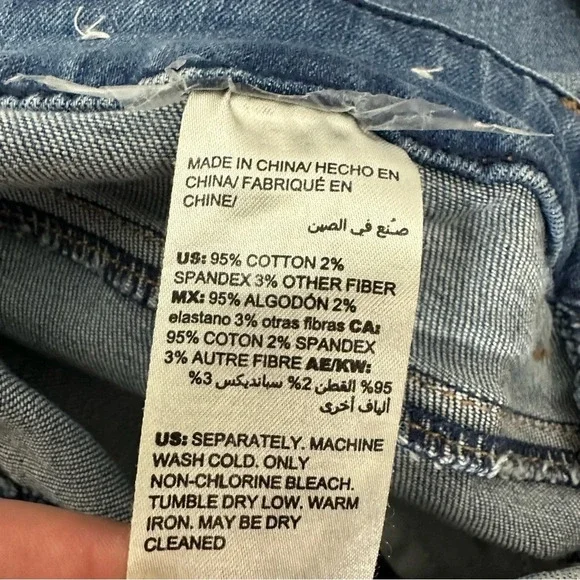 MADE IN CHINA/ HECHO EN
CHINA/ FABRIQUÉ EN
CHINE/
صُنع في الصين
US: 95% COTTON 2%
SPANDEX 3% OTHER FIBER
MX: 95% ALGODÓN 2%
elastano 3% otras fibras CA:
95% COTON 2% SPANDEX
3% AUTRE FIBRE AE/KW:
95% القطن 2% سبانديكس 3%
ألياف أخرى
US: SEPARATELY. MACHINE
WASH COLD. ONLY
NON-CHLORINE BLEACH.
TUMBLE DRY LOW. WARM
IRON. MAY BE DRY
CLEANED